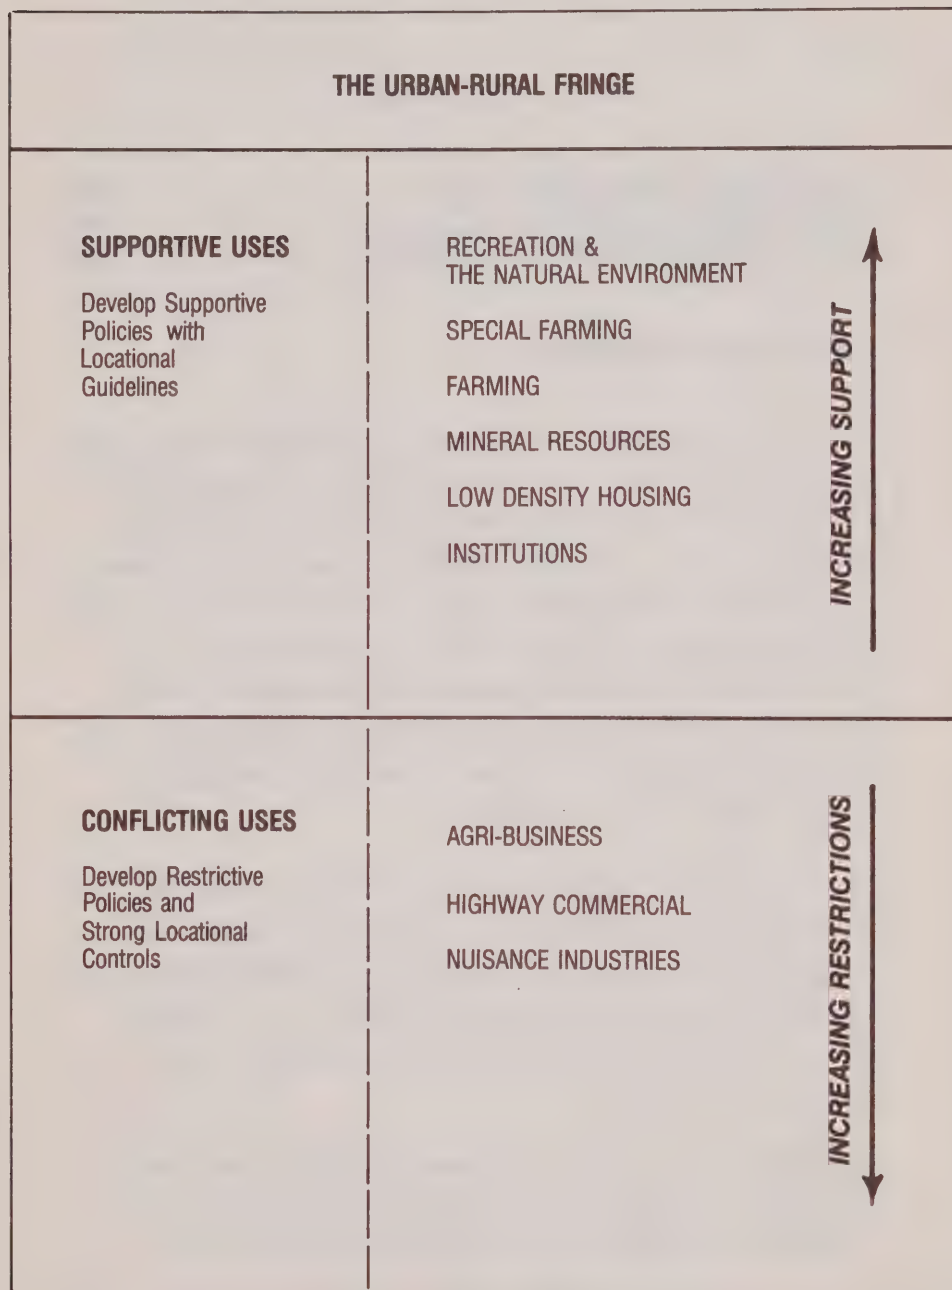 THE URBAN-RURAL FRINGE
SUPPORTIVE USES
Develop Supportive
Policies with
Locational
Guidelines
RECREATION &
THE NATURAL ENVIRONMENT
SPECIAL FARMING
FARMING
MINERAL RESOURCES
LOW DENSITY HOUSING
INSTITUTIONS
INCREASING SUPPORT
CONFLICTING USES
Develop Restrictive
Policies and
Strong Locational
Controls
AGRI-BUSINESS
HIGHWAY COMMERCIAL
NUISANCE INDUSTRIES
INCREASING RESTRICTIONS